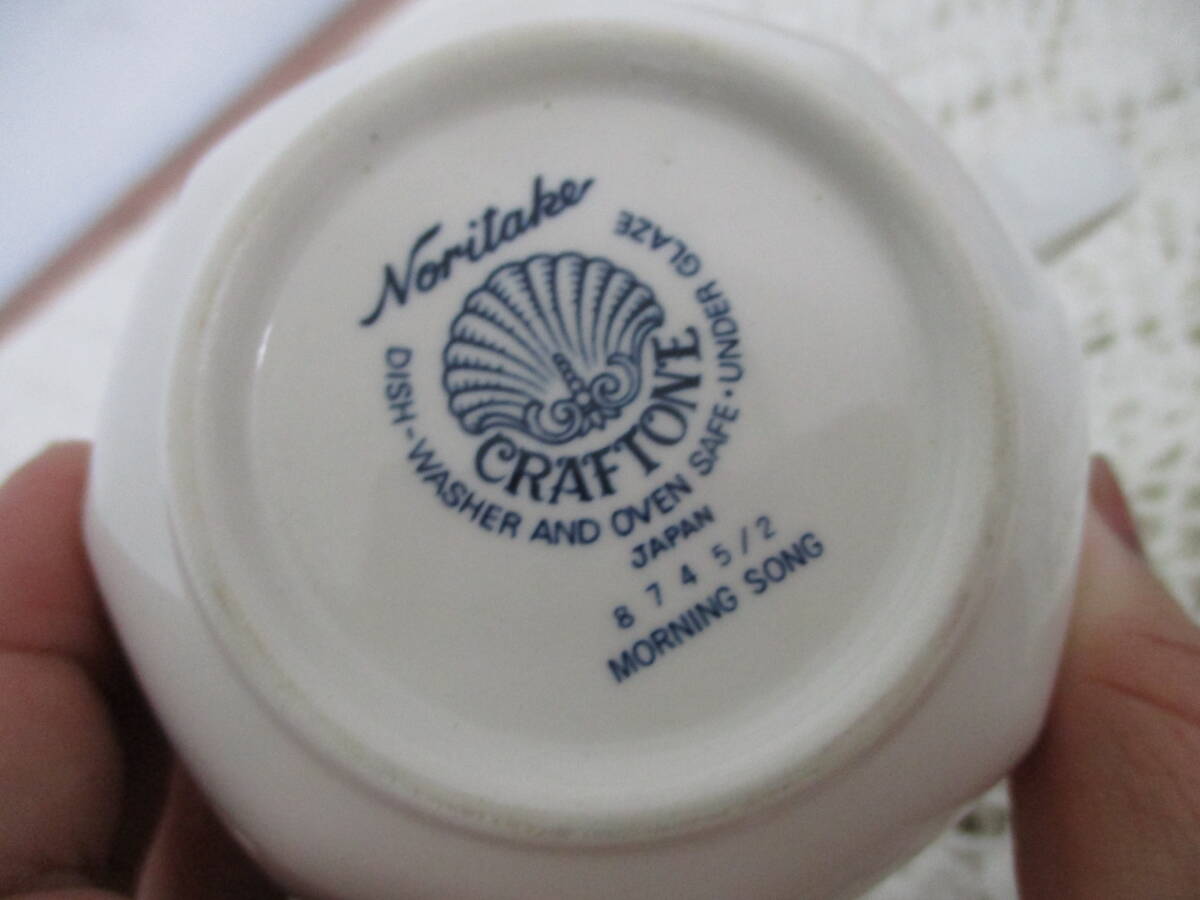 Noritake
CRAFTONE
DISH-WASHER AND OVEN SAFE·UNDER GLAZE
JAPAN
8745/2
MORNING SONG